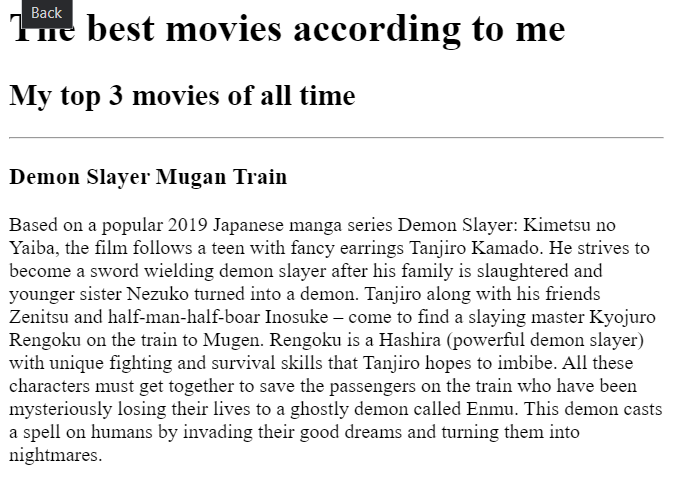 Back
The best movies according to me
My top 3 movies of all time
Demon Slayer Mugan Train
Based on a popular 2019 Japanese manga series Demon Slayer: Kimetsu no
Yaiba, the film follows a teen with fancy earrings Tanjiro Kamado. He strives to
become a sword wielding demon slayer after his family is slaughtered and
younger sister Nezuko turned into a demon. Tanjiro along with his friends
Zenitsu and half-man-half-boar Inosuke – come to find a slaying master Kyojuro
Rengoku on the train to Mugen. Rengoku is a Hashira (powerful demon slayer)
with unique fighting and survival skills that Tanjiro hopes to imbibe. All these
characters must get together to save the passengers on the train who have been
mysteriously losing their lives to a ghostly demon called Enmu. This demon casts
a spell on humans by invading their good dreams and turning them into
nightmares.